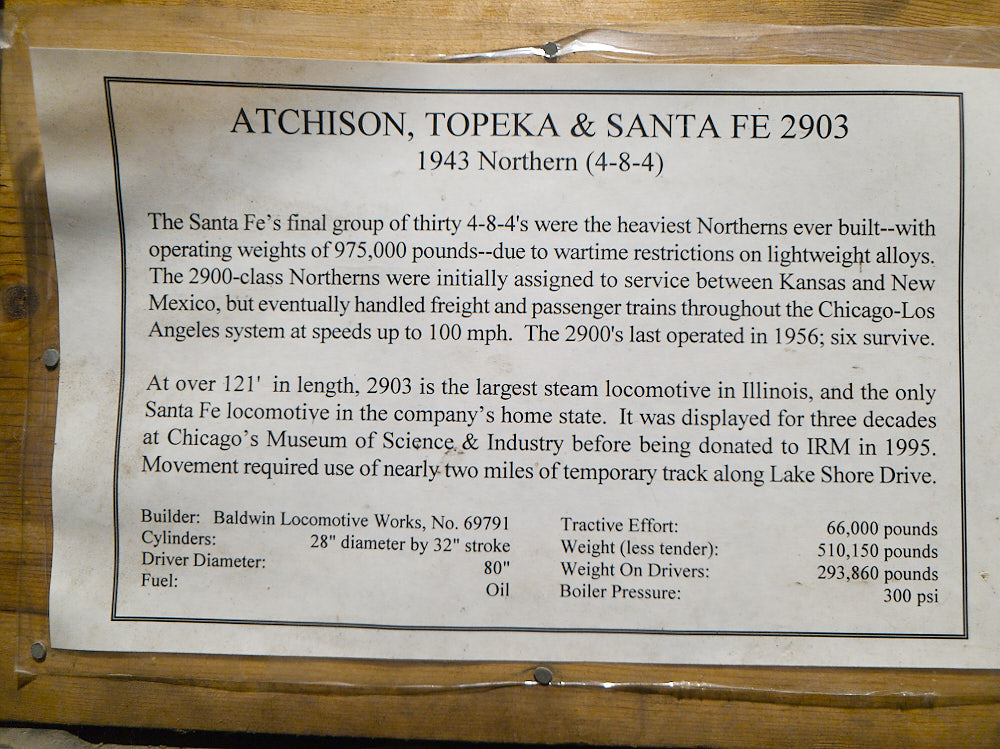 ATCHISON, TOPEKA & SANTA FE 2903
1943 Northern (4-8-4)
The Santa Fe's final group of thirty 4-8-4's were the heaviest Northerns ever built--with
operating weights of 975,000 pounds--due to wartime restrictions on lightweight alloys.
The 2900-class Northerns were initially assigned to service between Kansas and New
Mexico, but eventually handled freight and passenger trains throughout the Chicago-Los
Angeles system at speeds up to 100 mph. The 2900's last operated in 1956; six survive.
At over 121' in length, 2903 is the largest steam locomotive in Illinois, and the only
Santa Fe locomotive in the company's home state. It was displayed for three decades
at Chicago's Museum of Science & Industry before being donated to IRM in 1995.
Movement required use of nearly two miles of temporary track along Lake Shore Drive.
Builder: Baldwin Locomotive Works, No. 69791
Cylinders: 28" diameter by 32" stroke
Driver Diameter: 80"
Fuel: Oil
Tractive Effort: 66,000 pounds
Weight (less tender): 510,150 pounds
Weight On Drivers: 293,860 pounds
Boiler Pressure: 300 psi